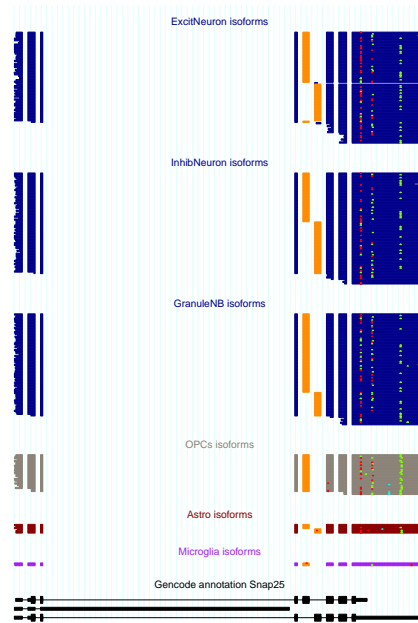 ExcitNeuron isoforms
InhibNeuron isoforms
GranuleNB isoforms
OPCs isoforms
Astro isoforms
Microglia isoforms
Gencode annotation Snap25